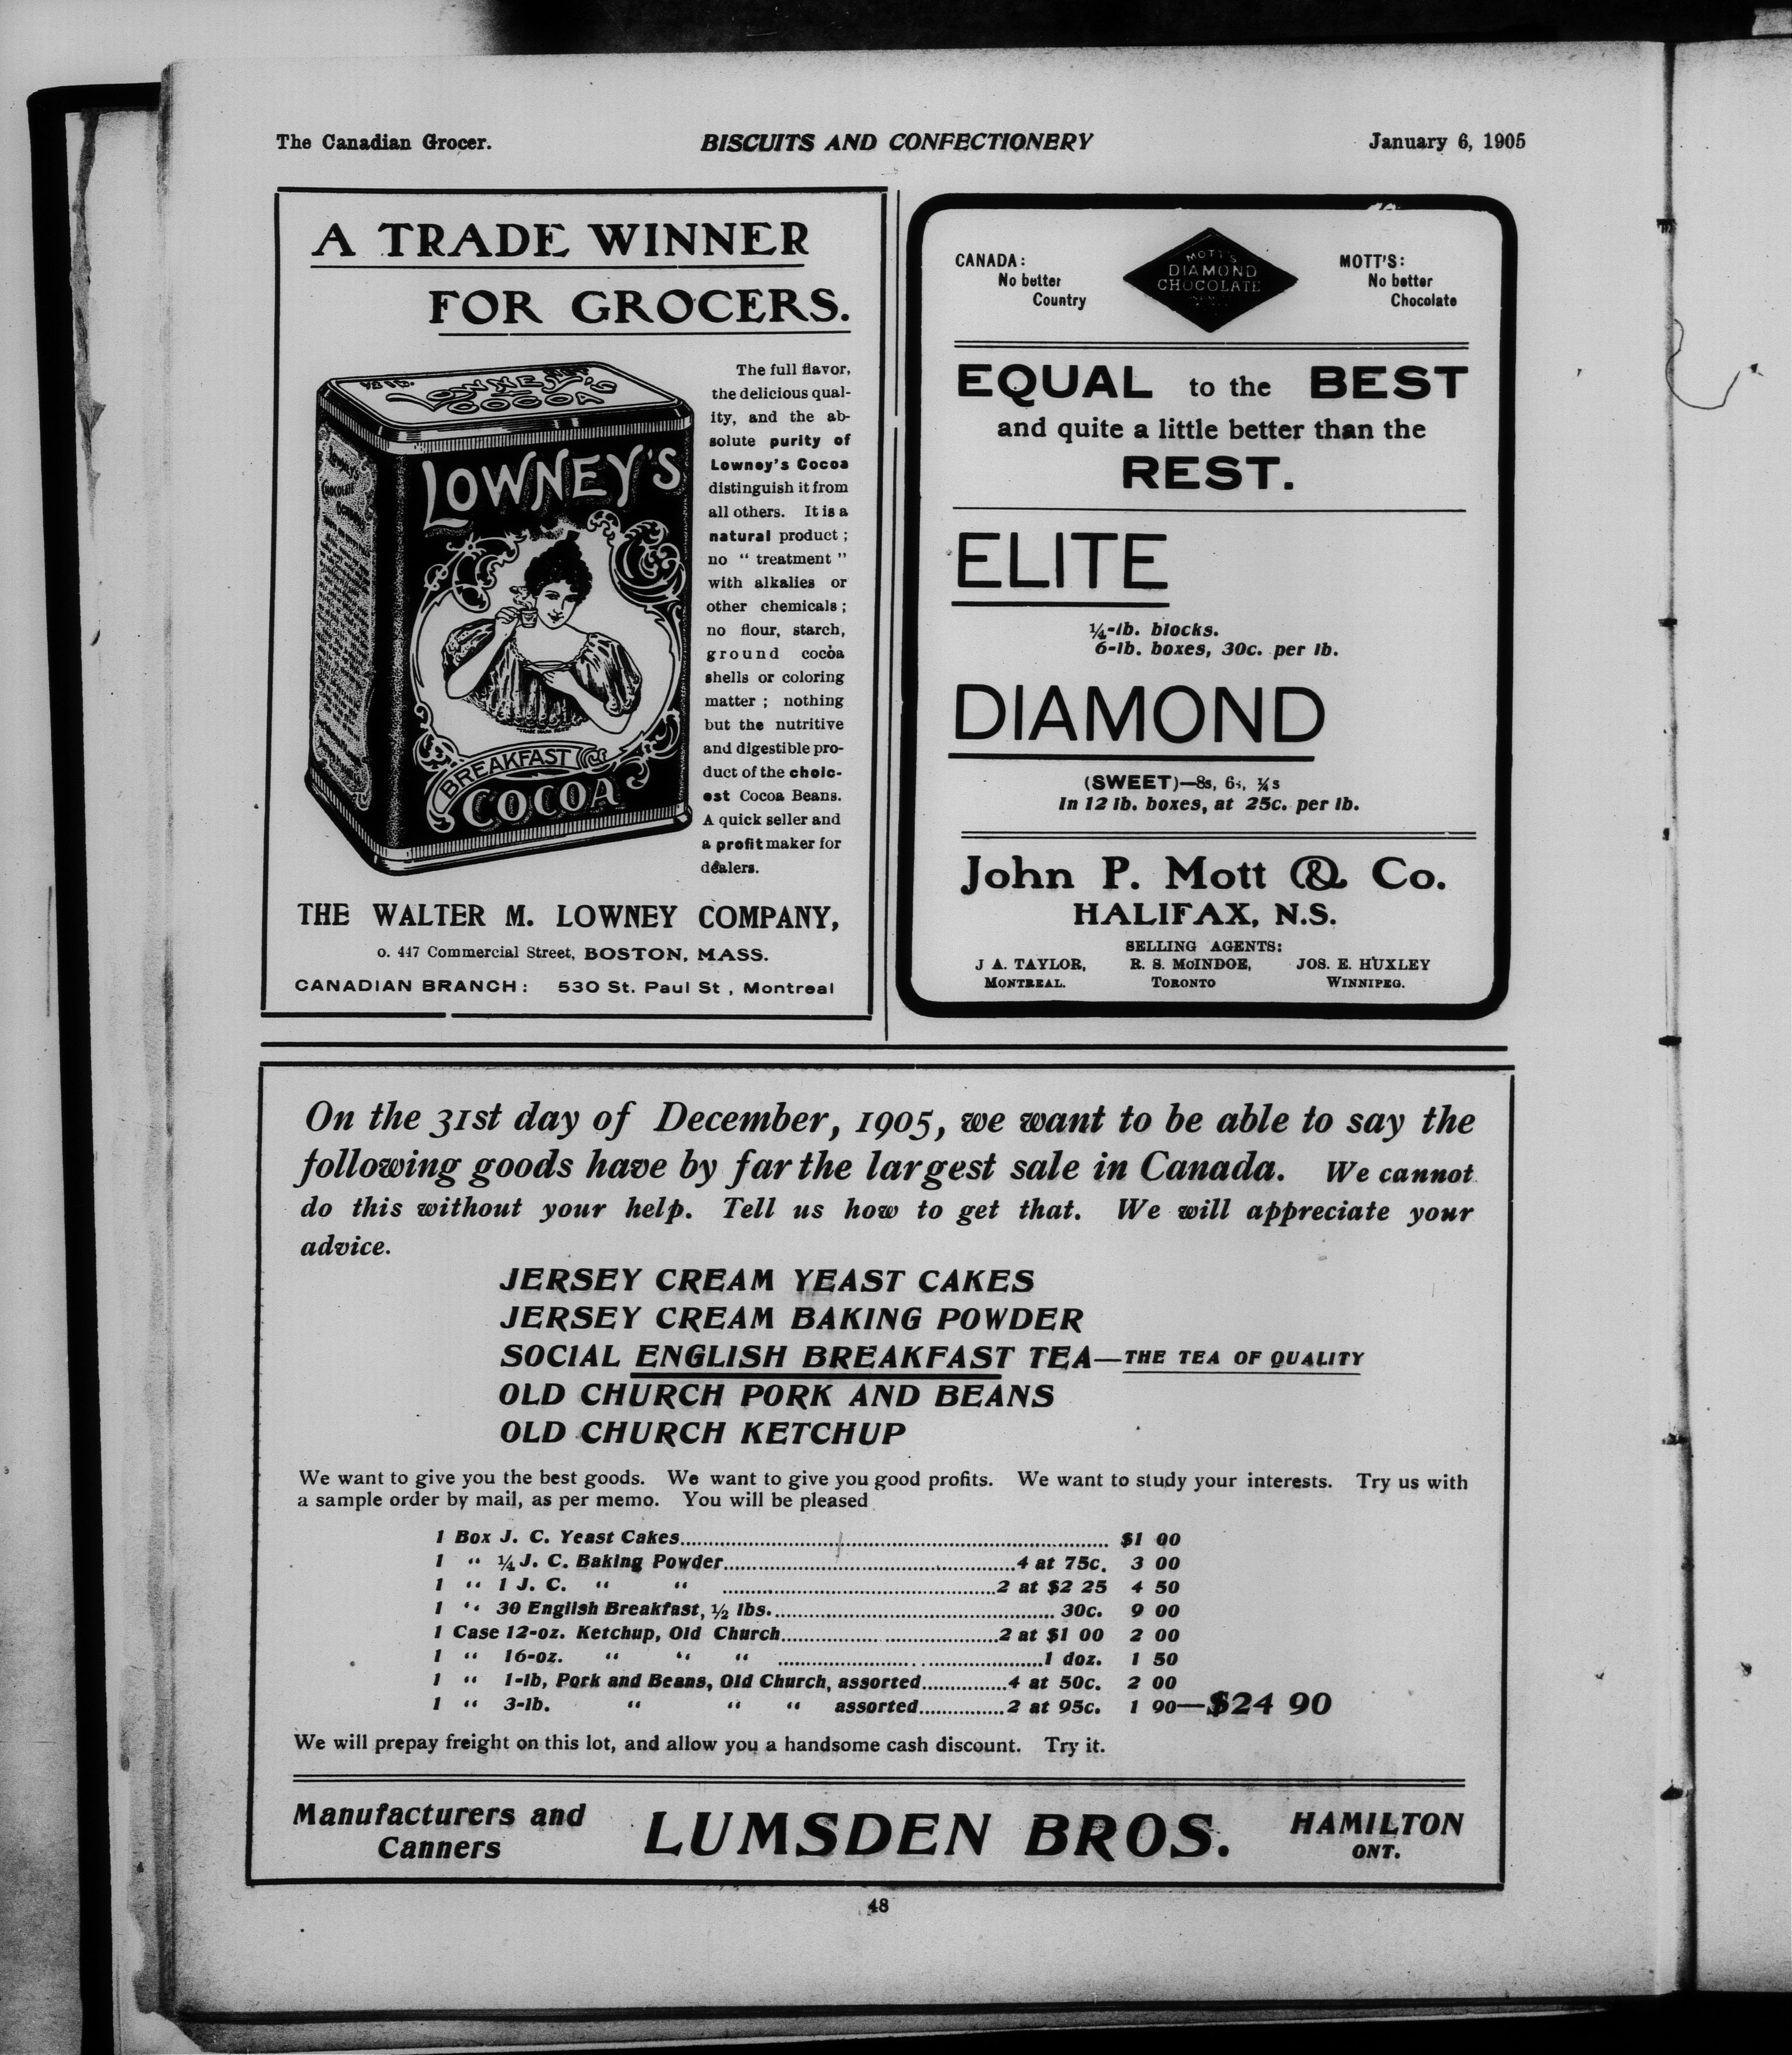 The Canadian Grocer.
BISCUITS AND CONFECTIONERY
January 6, 1905
A TRADE WINNER
FOR GROCERS.
½ lb. NET
LOWNEY'S
COCOA
LOWNEY'S
BREAKFAST
COCOA
The full flavor,
the delicious qual-
ity, and the ab-
solute purity of
Lowney's Cocoa
distinguish it from
all others. It is a
natural product ;
no " treatment "
with alkalies or
other chemicals ;
no flour, starch,
ground cocoa
shells or coloring
matter ; nothing
but the nutritive
and digestible pro-
duct of the choic-
est Cocoa Beans.
A quick seller and
a profit maker for
dealers.
THE WALTER M. LOWNEY COMPANY,
o. 447 Commercial Street, BOSTON, MASS.
CANADIAN BRANCH: 530 St. Paul St , Montreal
CANADA:
No better
Country
MOTT'S
DIAMOND
CHOCOLATE
MOTT'S:
No better
Chocolate
EQUAL to the BEST
and quite a little better than the
REST.
ELITE
¼-lb. blocks.
6-lb. boxes, 30c. per lb.
DIAMOND
(SWEET)—8s, 6s, ¼s
In 12 lb. boxes, at 25c. per lb.
John P. Mott & Co.
HALIFAX, N.S.
SELLING AGENTS:
J A. TAYLOR, R. S. McINDOE, JOS. E. HUXLEY
MONTREAL. TORONTO WINNIPEG.
On the 31st day of December, 1905, we want to be able to say the
following goods have by far the largest sale in Canada. We cannot
do this without your help. Tell us how to get that. We will appreciate your
advice.
JERSEY CREAM YEAST CAKES
JERSEY CREAM BAKING POWDER
SOCIAL ENGLISH BREAKFAST TEA—THE TEA OF QUALITY
OLD CHURCH PORK AND BEANS
OLD CHURCH KETCHUP
We want to give you the best goods. We want to give you good profits. We want to study your interests. Try us with
a sample order by mail, as per memo. You will be pleased
1 Box J. C. Yeast Cakes........ $1 00
1 " ¼ J. C. Baking Powder........4 at 75c. 3 00
1 " 1 J. C. " " ........2 at $2 25 4 50
1 " 30 English Breakfast, ½ lbs......... 30c. 9 00
1 Case 12-oz. Ketchup, Old Church........2 at $1 00 2 00
1 " 16-oz. " " " ........1 doz. 1 50
1 " 1-lb, Pork and Beans, Old Church, assorted........4 at 50c. 2 00
1 " 3-lb. " " " assorted........2 at 95c. 1 90—$24 90
We will prepay freight on this lot, and allow you a handsome cash discount. Try it.
Manufacturers and
Canners
LUMSDEN BROS.
HAMILTON
ONT.
48